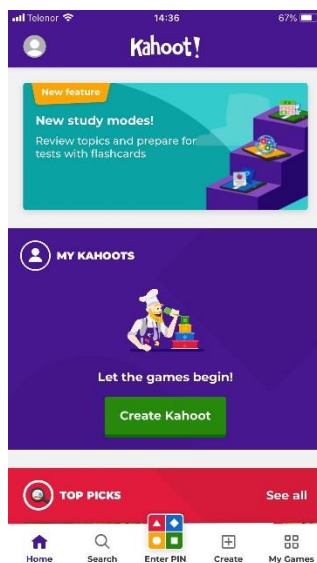 Telenor 14:36 67%
Kahoot!
New feature
New study modes!
Review topics and prepare for
tests with flashcards
MY KAHOOTS
Let the games begin!
Create Kahoot
TOP PICKS See all
Home Search Enter PIN Create My Games